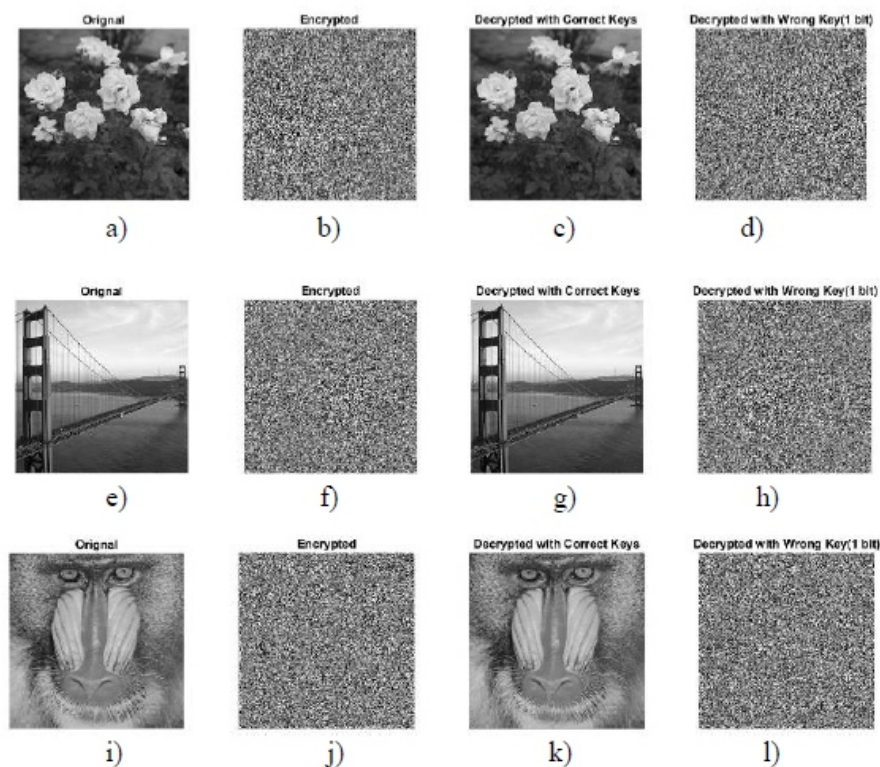 Orignal
Encrypted
Decrypted with Correct Keys
Decrypted with Wrong Key(1 bit)
a)
b)
c)
d)
Orignal
Encrypted
Decrypted with Correct Keys
Decrypted with Wrong Key(1 bit)
e)
f)
g)
h)
Orignal
Encrypted
Decrypted with Correct Keys
Decrypted with Wrong Key(1 bit)
i)
j)
k)
l)